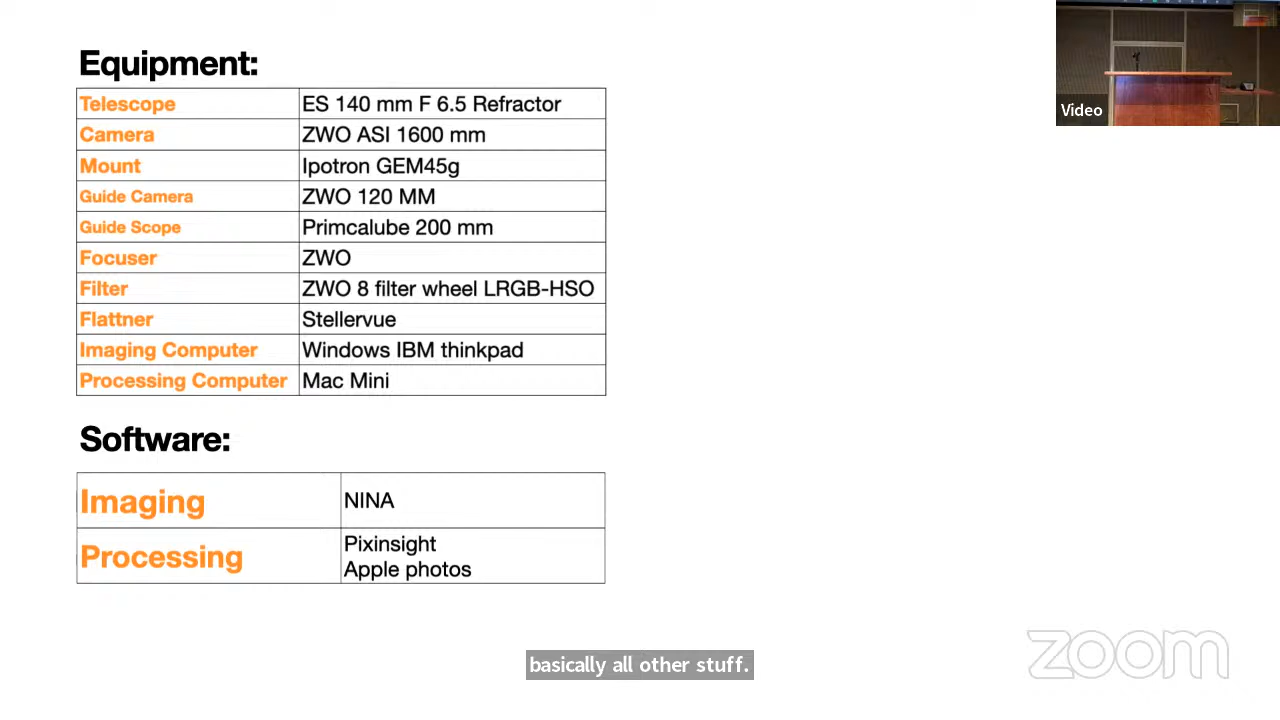 Equipment:
Telescope ES 140 mm F 6.5 Refractor
Camera ZWO ASI 1600 mm
Mount Ipotron GEM45g
Guide Camera ZWO 120 MM
Guide Scope Primcalube 200 mm
Focuser ZWO
Filter ZWO 8 filter wheel LRGB-HSO
Flattner Stellervue
Imaging Computer Windows IBM thinkpad
Processing Computer Mac Mini
Software:
Imaging NINA
Processing Pixinsight
Apple photos
Video
basically all other stuff.
zoom